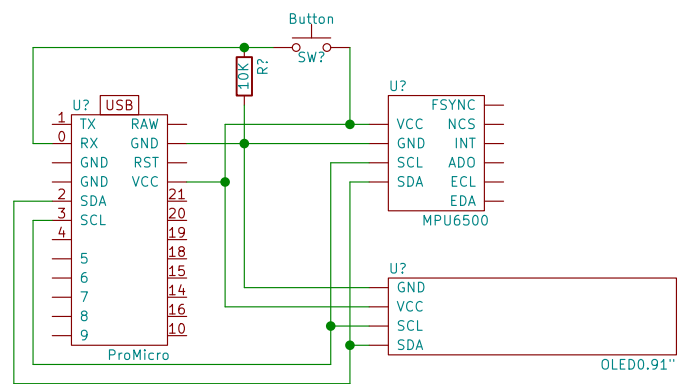 Button
SW?
10K
R?
U?
USB
1 TX RAW
0 RX GND
GND RST
GND VCC
2 SDA 21
3 SCL 20
4 19
5 18
6 15
7 14
8 16
9 10
ProMicro
U?
FSYNC
VCC NCS
GND INT
SCL ADO
SDA ECL
EDA
MPU6500
U?
GND
VCC
SCL
SDA
OLED0.91''